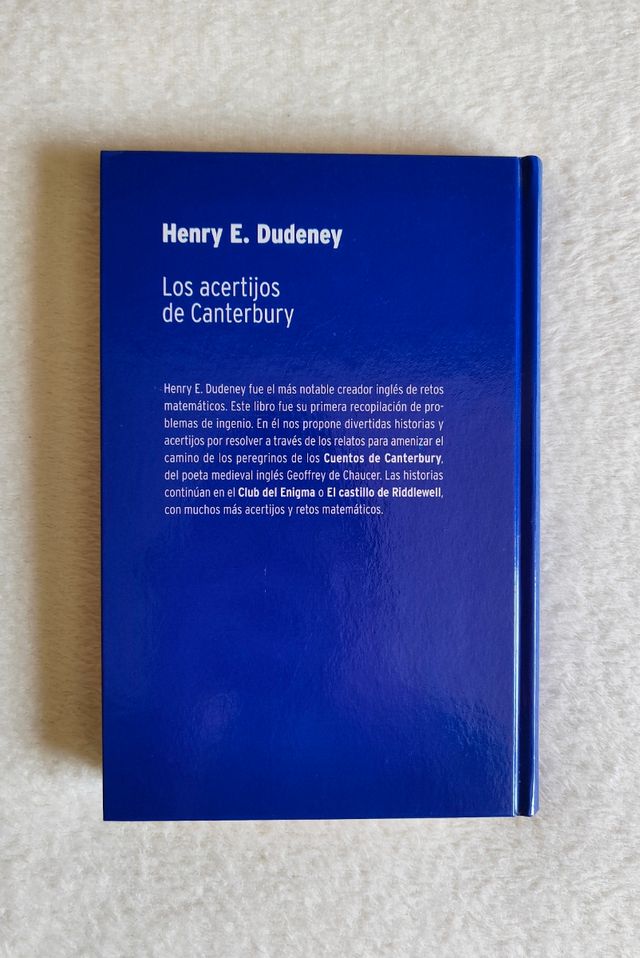 Henry E. Dudeney
Los acertijos
de Canterbury
Henry E. Dudeney fue el más notable creador inglés de retos
matemáticos. Este libro fue su primera recopilación de pro-
blemas de ingenio. En él nos propone divertidas historias y
acertijos por resolver a través de los relatos para amenizar el
camino de los peregrinos de los Cuentos de Canterbury,
del poeta medieval inglés Geoffrey de Chaucer. Las historias
continúan en el Club del Enigma o El castillo de Riddlewell,
con muchos más acertijos y retos matemáticos.